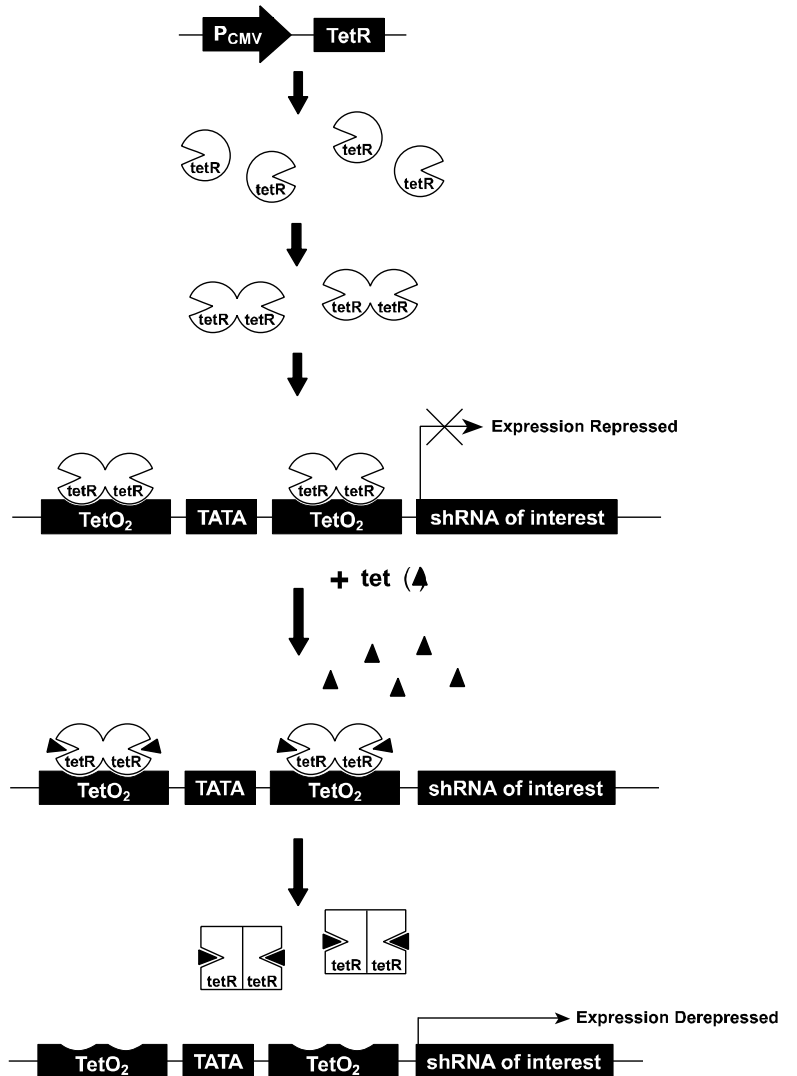 PCMV TetR
tetR
tetR
tetR
tetR
tetR tetR
tetR tetR
Expression Repressed
tetR tetR
tetR tetR
TetO2 TATA TetO2 shRNA of interest
+ tet (▲)
tetR tetR
tetR tetR
TetO2 TATA TetO2 shRNA of interest
tetR tetR
tetR tetR
Expression Derepressed
TetO2 TATA TetO2 shRNA of interest